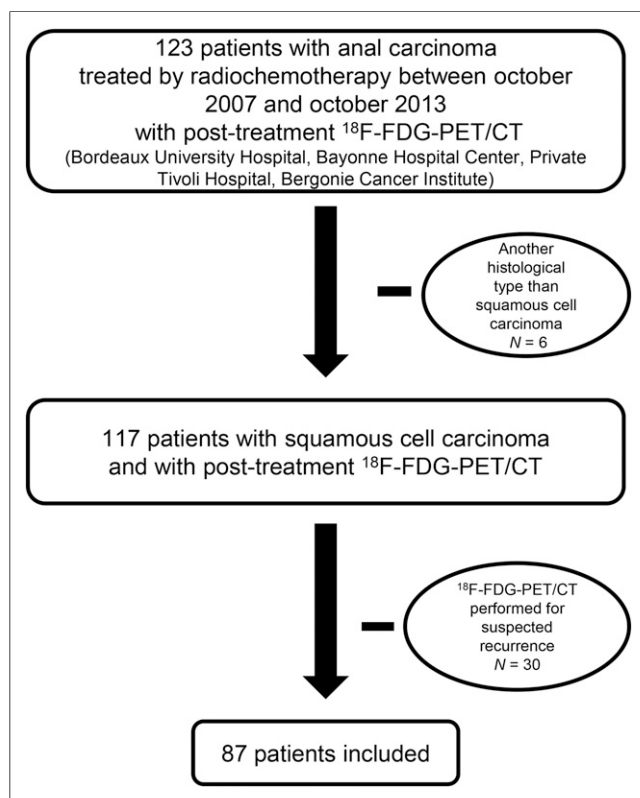 123 patients with anal carcinoma
treated by radiochemotherapy between october
2007 and october 2013
with post-treatment ¹⁸F-FDG-PET/CT
(Bordeaux University Hospital, Bayonne Hospital Center, Private
Tivoli Hospital, Bergonie Cancer Institute)
Another
histological
type than
squamous cell
carcinoma
N = 6
117 patients with squamous cell carcinoma
and with post-treatment ¹⁸F-FDG-PET/CT
¹⁸F-FDG-PET/CT
performed for
suspected
recurrence
N = 30
87 patients included